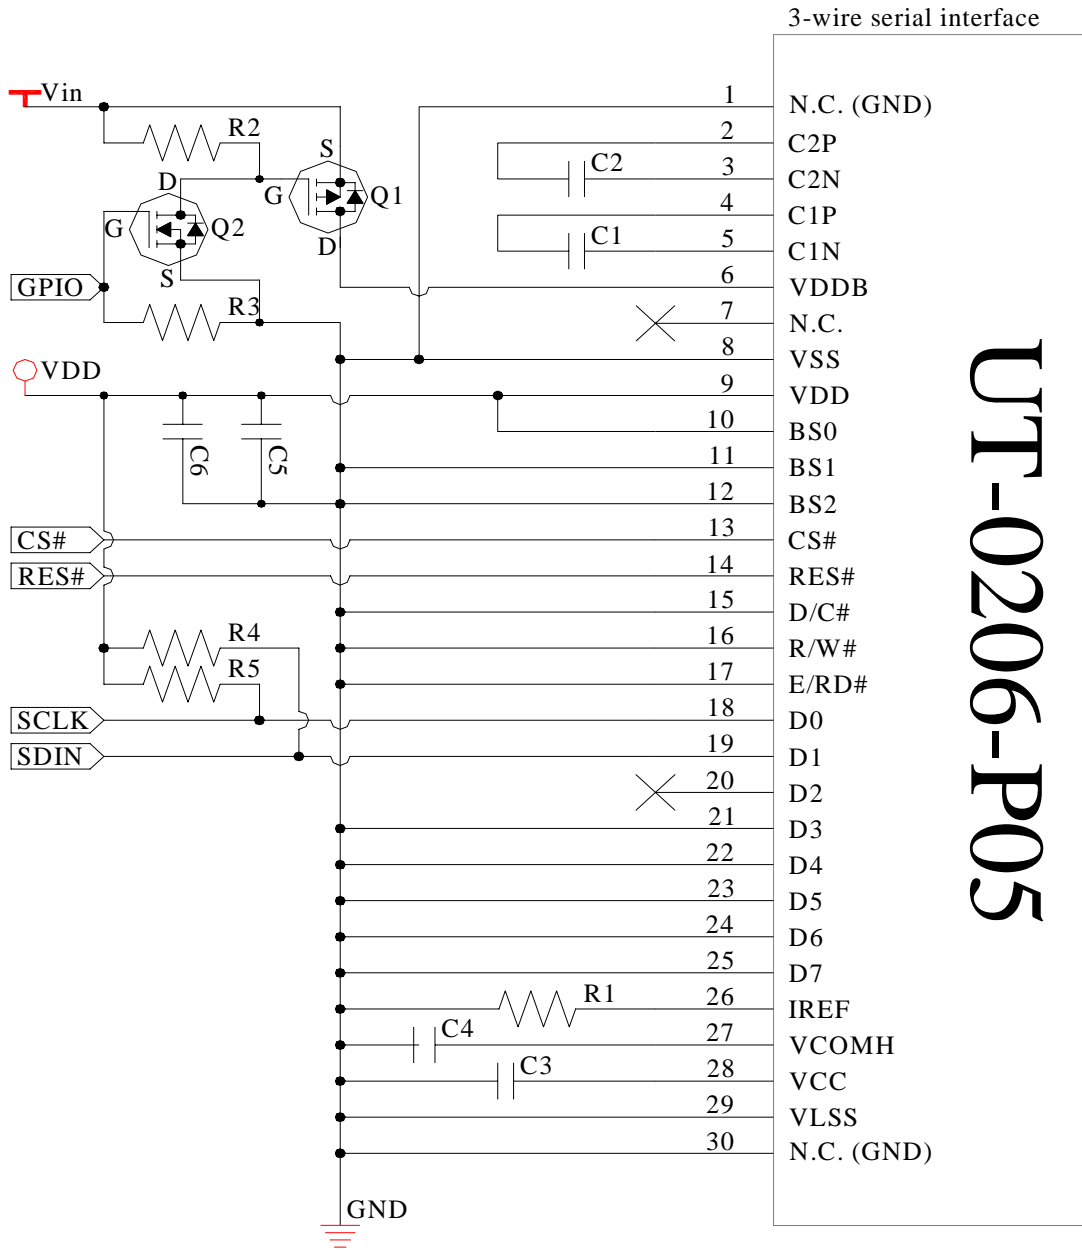 3-wire serial interface
Vin
R2
S
D
G
Q1
G
Q2
D
S
GPIO
R3
VDD
C6
C5
CS#
RES#
R4
R5
SCLK
SDIN
C2
C1
R1
C4
C3
GND
1 N.C. (GND)
2 C2P
3 C2N
4 C1P
5 C1N
6 VDDB
7 N.C.
8 VSS
9 VDD
10 BS0
11 BS1
12 BS2
13 CS#
14 RES#
15 D/C#
16 R/W#
17 E/RD#
18 D0
19 D1
20 D2
21 D3
22 D4
23 D5
24 D6
25 D7
26 IREF
27 VCOMH
28 VCC
29 VLSS
30 N.C. (GND)
UT-0206-P05